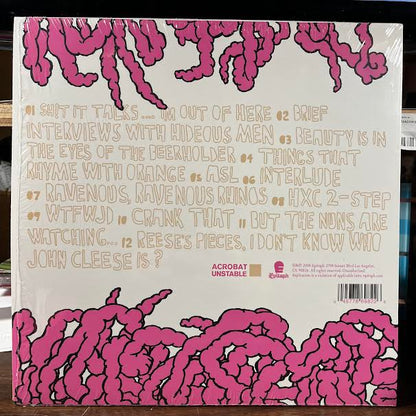 01 SHIT IT TALKS..... IM OUT OF HERE 02 BRIEF
INTERVIEWS WITH HIDEOUS MEN 03 BEAUTY IS IN
THE EYES OF THE BEERHOLDER 04 THINGS THAT
RHYME WITH ORANGE 05 ASL 06 INTERLUDE
07 RAVENOUS, RAVENOUS RHINOS 08 HXC 2-STEP
09 WTFWJD 10 CRANK THAT 11 BUT THE NUNS ARE
WATCHING... 12 REESE'S PIECES, I DON'T KNOW WHO
JOHN CLEESE IS?
ACROBAT
UNSTABLE
Epitaph